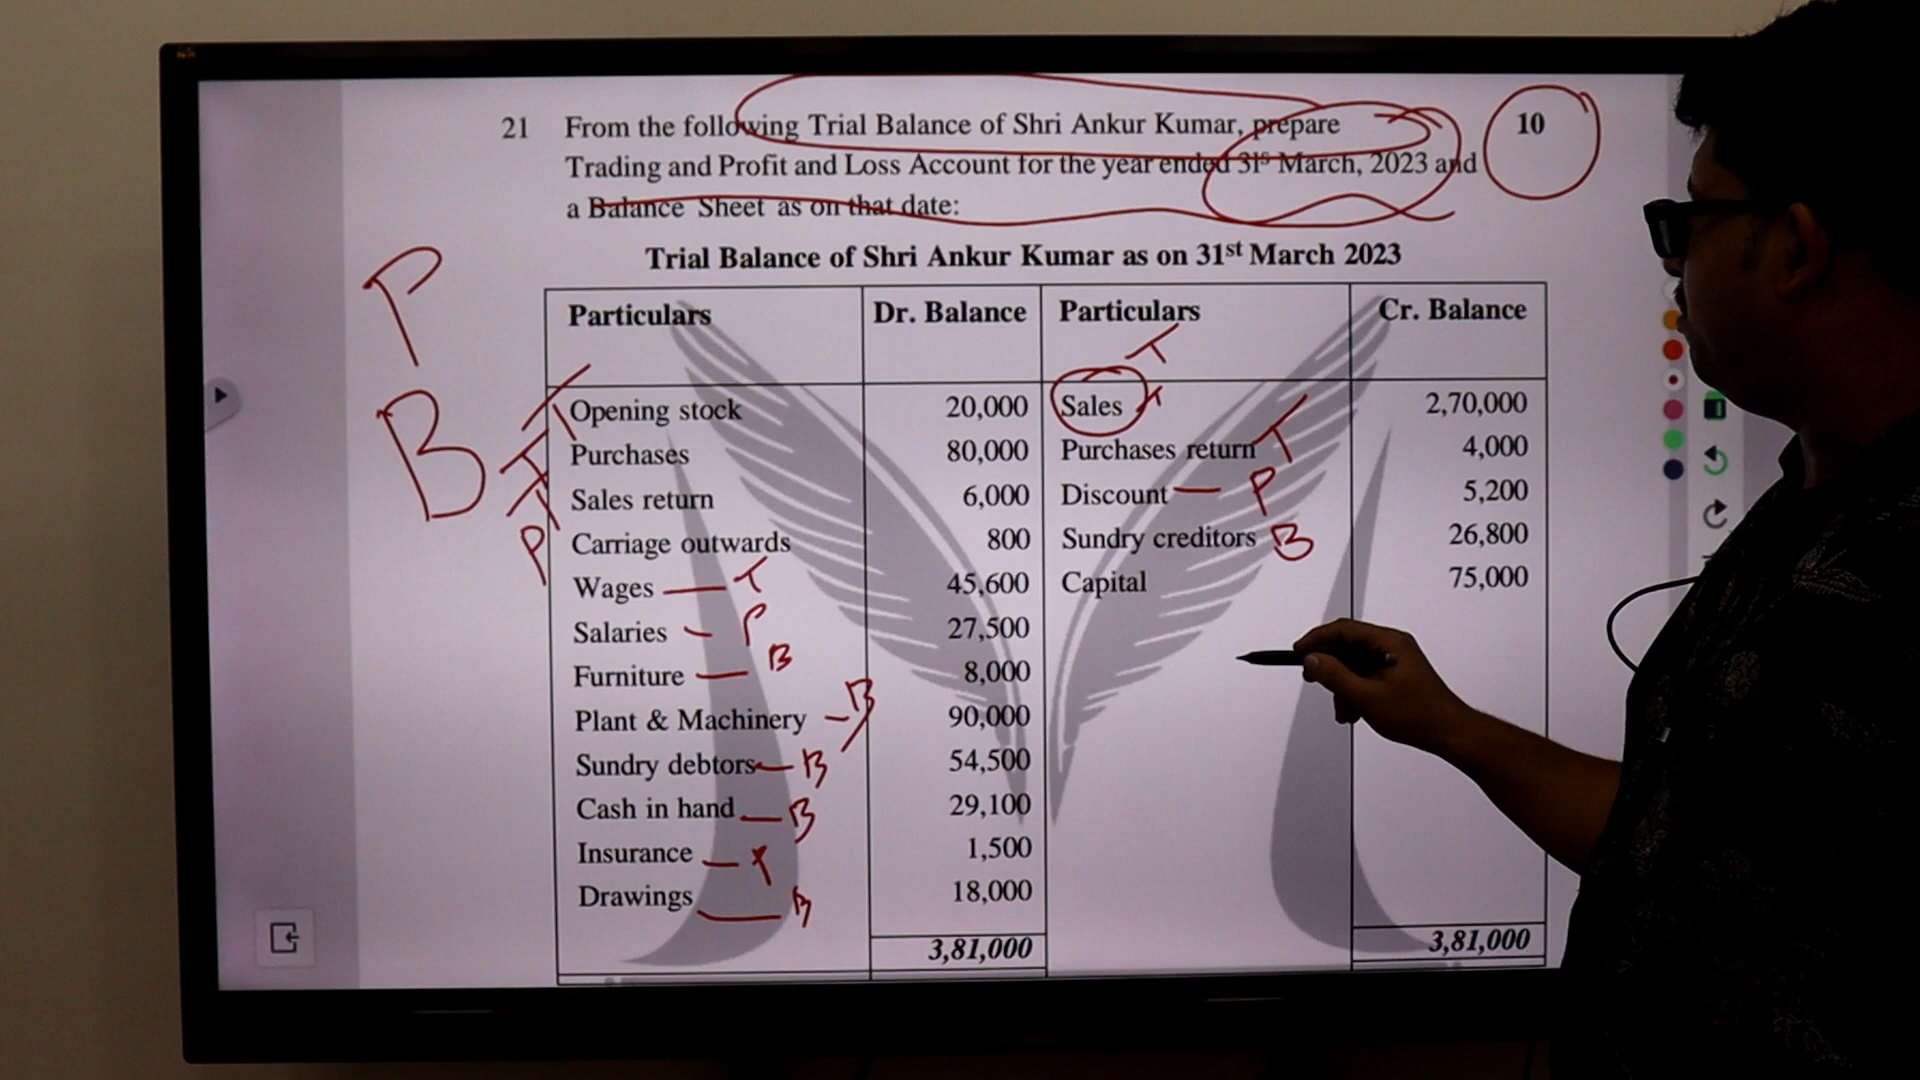 21 From the following Trial Balance of Shri Ankur Kumar, prepare 10
Trading and Profit and Loss Account for the year ended 31st March, 2023 and
a Balance Sheet as on that date:
Trial Balance of Shri Ankur Kumar as on 31st March 2023
Particulars Dr. Balance Particulars Cr. Balance
P
T
T Opening stock 20,000 Sales T 2,70,000
B
T Purchases 80,000 Purchases return T 4,000
T Sales return 6,000 Discount — P 5,200
P Carriage outwards 800 Sundry creditors B 26,800
Wages — T 45,600 Capital 75,000
Salaries — P 27,500
Furniture — B 8,000
Plant & Machinery — B 90,000
Sundry debtors — B 54,500
Cash in hand — B 29,100
Insurance — 1,500
Drawings — B 18,000
3,81,000 3,81,000